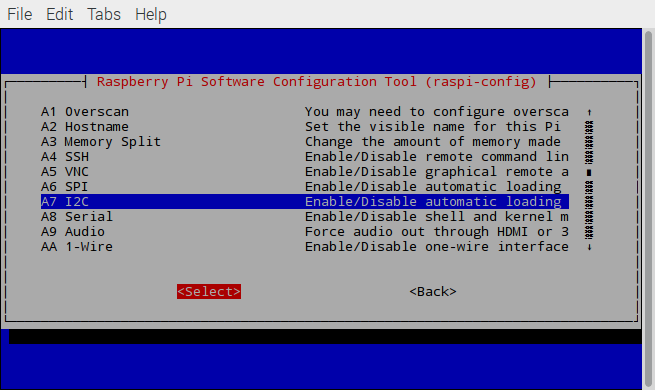 File Edit Tabs Help
Raspberry Pi Software Configuration Tool (raspi-config)
A1 Overscan You may need to configure oversca
A2 Hostname Set the visible name for this Pi
A3 Memory Split Change the amount of memory made
A4 SSH Enable/Disable remote command lin
A5 VNC Enable/Disable graphical remote a
A6 SPI Enable/Disable automatic loading
A7 I2C Enable/Disable automatic loading
A8 Serial Enable/Disable shell and kernel m
A9 Audio Force audio out through HDMI or 3
AA 1-Wire Enable/Disable one-wire interface
<Select> <Back>